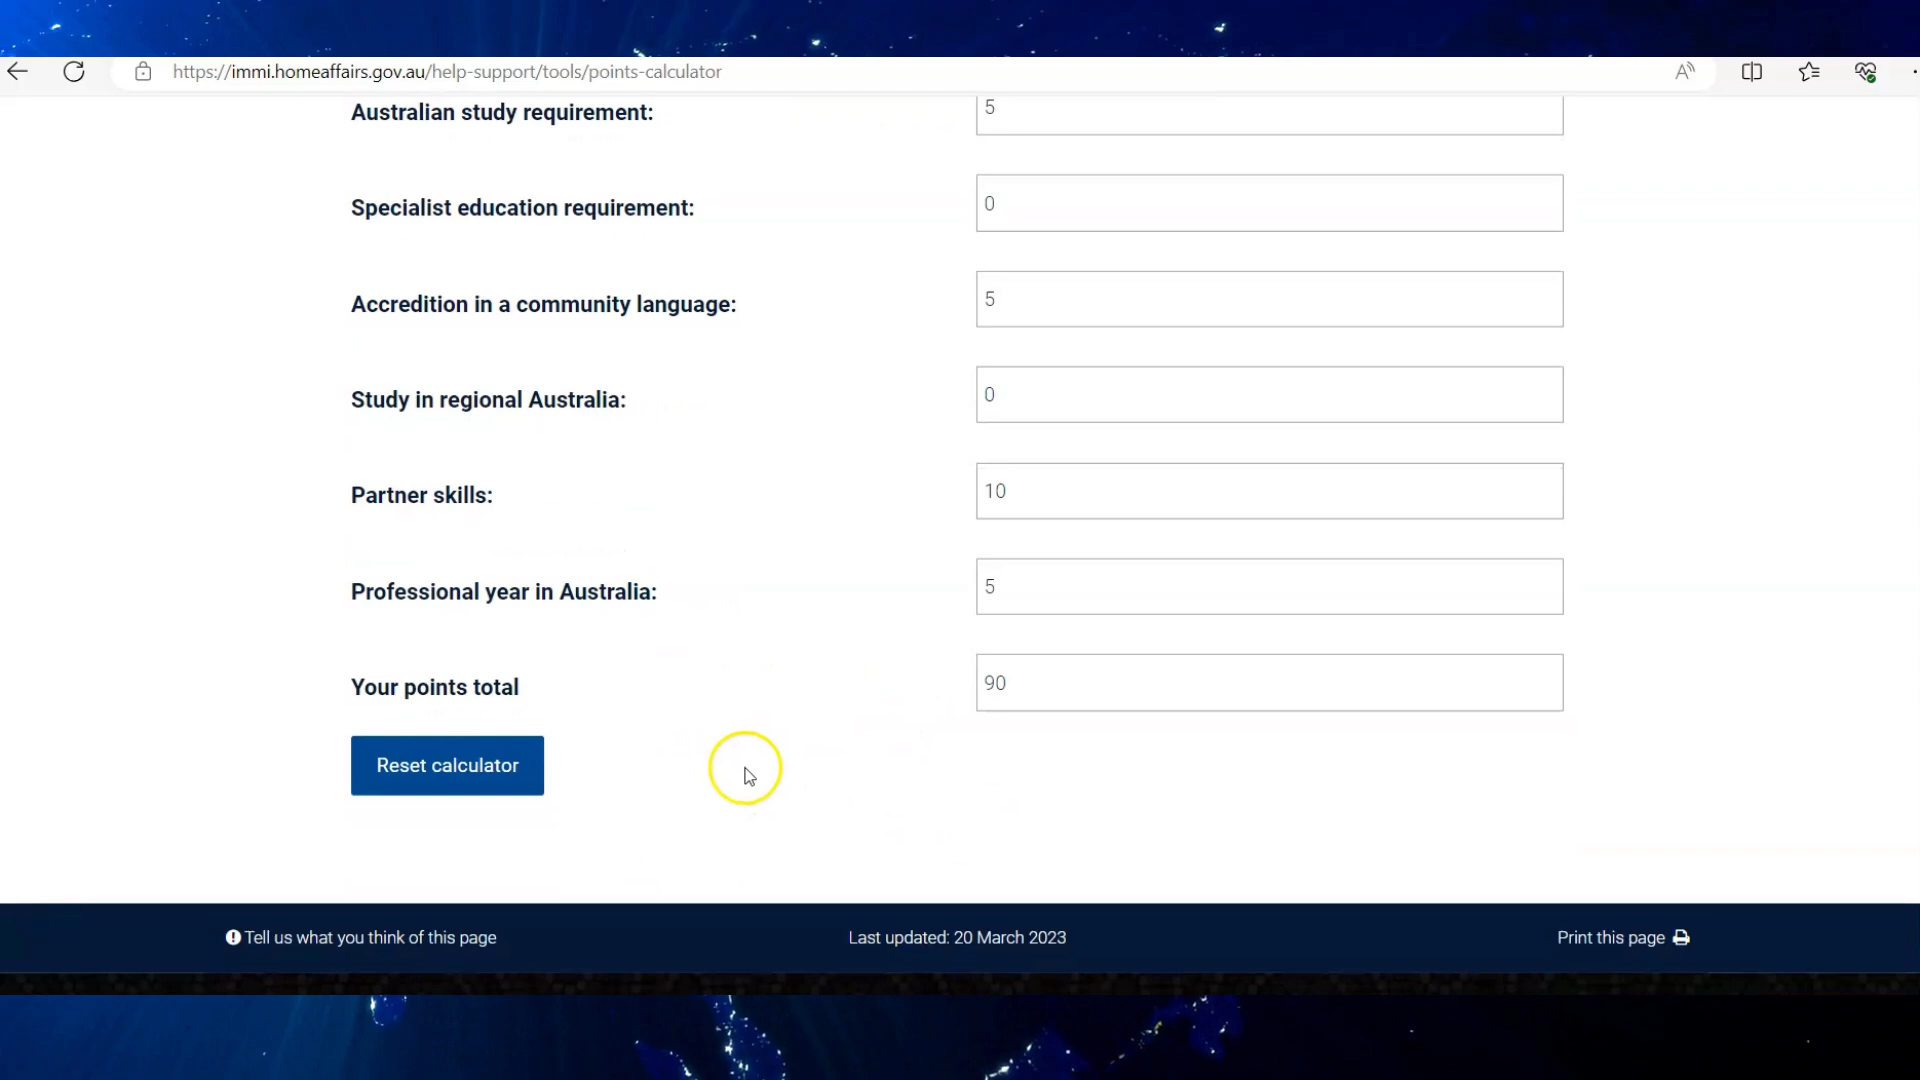 https://immi.homeaffairs.gov.au/help-support/tools/points-calculator
Australian study requirement: 5
Specialist education requirement: 0
Accredition in a community language: 5
Study in regional Australia: 0
Partner skills: 10
Professional year in Australia: 5
Your points total 90
Reset calculator
Tell us what you think of this page Last updated: 20 March 2023 Print this page